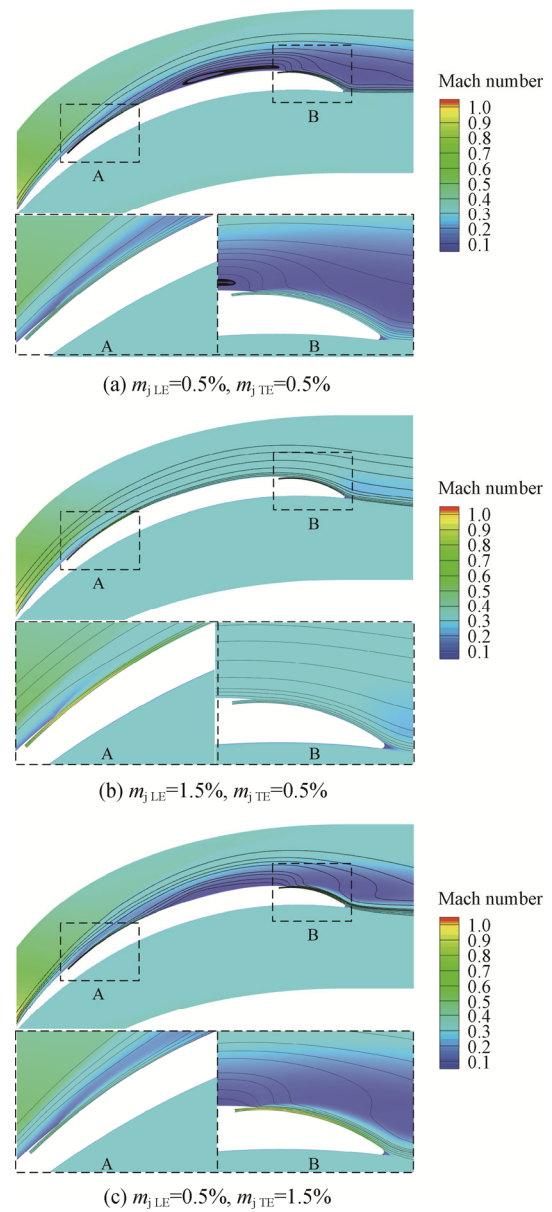 Mach number
1.0
0.9
0.8
0.7
0.6
0.5
0.4
0.3
0.2
0.1
A
B
A
B
(a) mj LE=0.5%, mj TE=0.5%
Mach number
1.0
0.9
0.8
0.7
0.6
0.5
0.4
0.3
0.2
0.1
A
B
A
B
(b) mj LE=1.5%, mj TE=0.5%
Mach number
1.0
0.9
0.8
0.7
0.6
0.5
0.4
0.3
0.2
0.1
A
B
A
B
(c) mj LE=0.5%, mj TE=1.5%